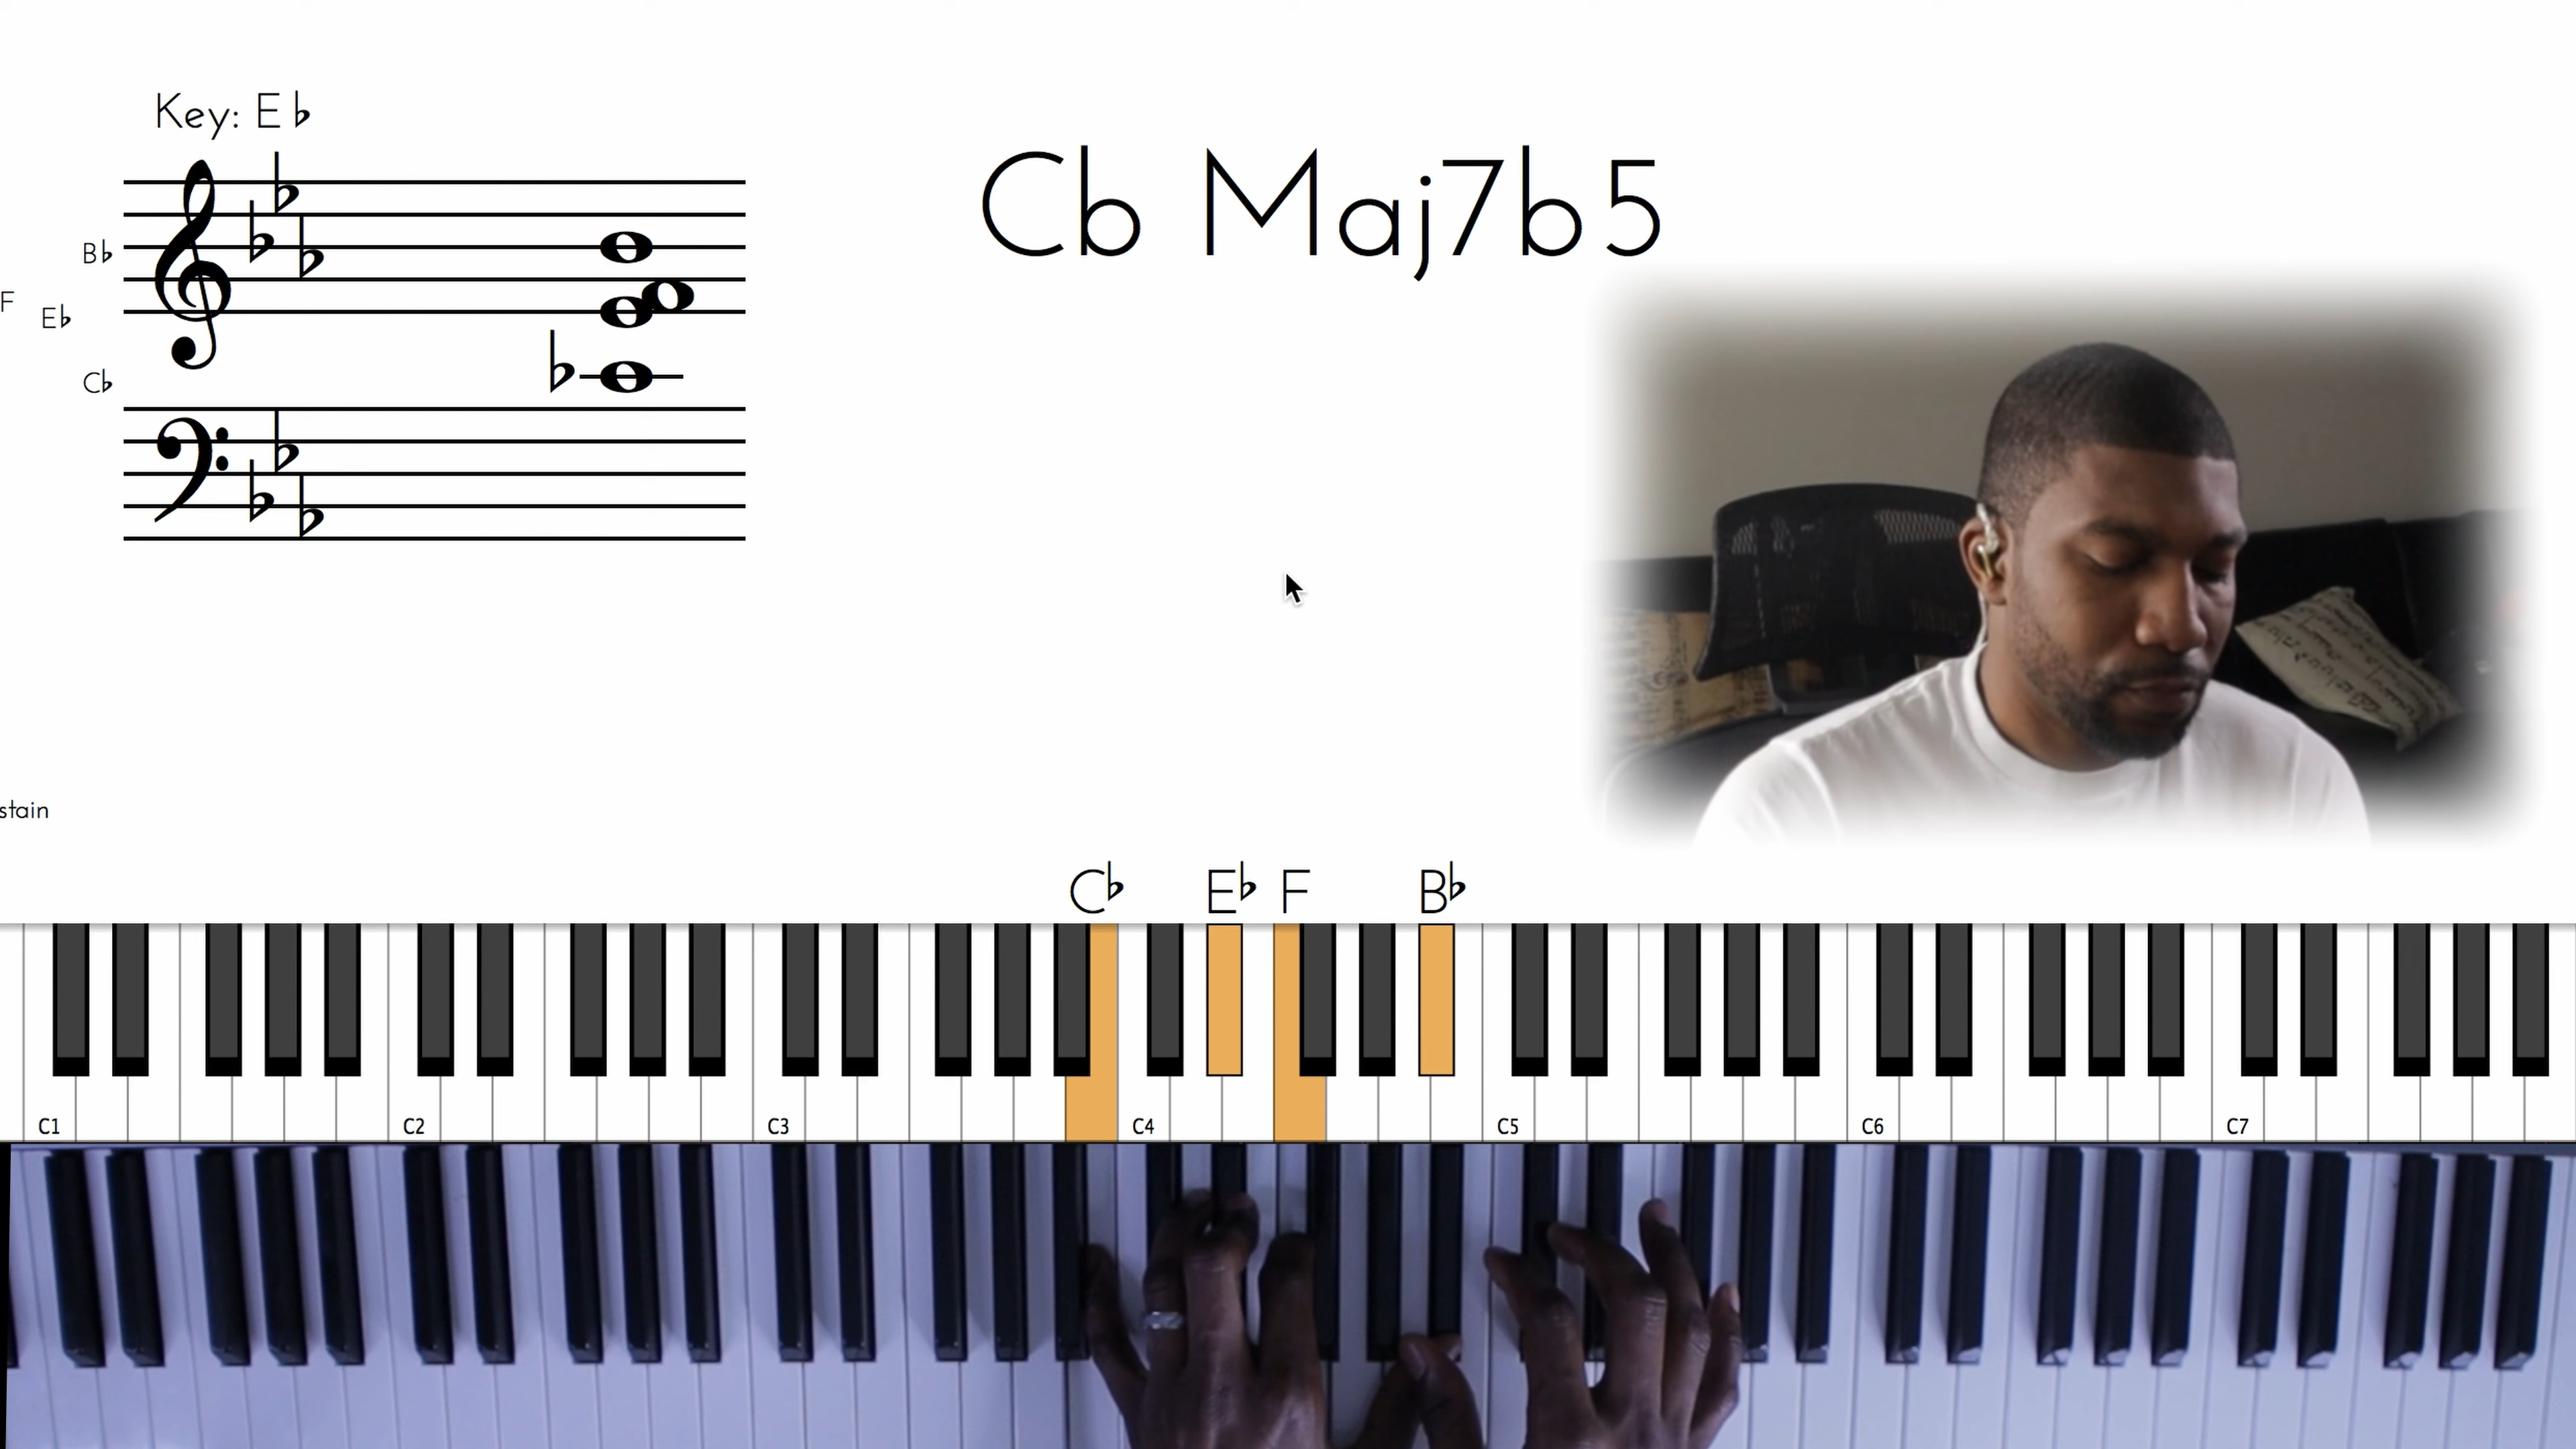 Key: E♭
Cb Maj7b5
B♭
F
E♭
C♭
stain
C♭ E♭ F B♭
C1 C2 C3 C4 C5 C6 C7